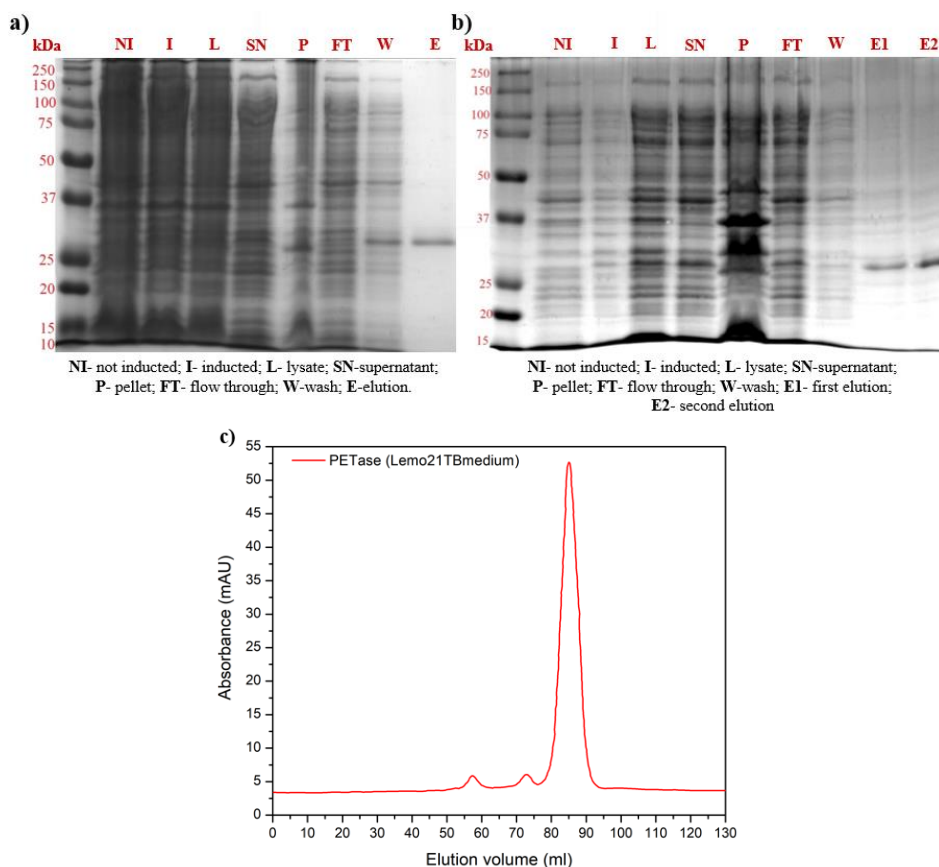 a)
kDa NI I L SN P FT W E
250
150
100
75
50
37
25
20
15
10
NI- not inducted; I- inducted; L- lysate; SN-supernatant;
P- pellet; FT- flow through; W-wash; E-elution.
b)
kDa NI I L SN P FT W E1 E2
250
150
100
75
50
37
25
20
15
NI- not inducted; I- inducted; L- lysate; SN-supernatant;
P- pellet; FT- flow through; W-wash; E1- first elution;
E2- second elution
c)
PETase (Lemo21TBmedium)
Absorbance (mAU)
55
50
45
40
35
30
25
20
15
10
5
0
0 10 20 30 40 50 60 70 80 90 100 110 120 130
Elution volume (ml)